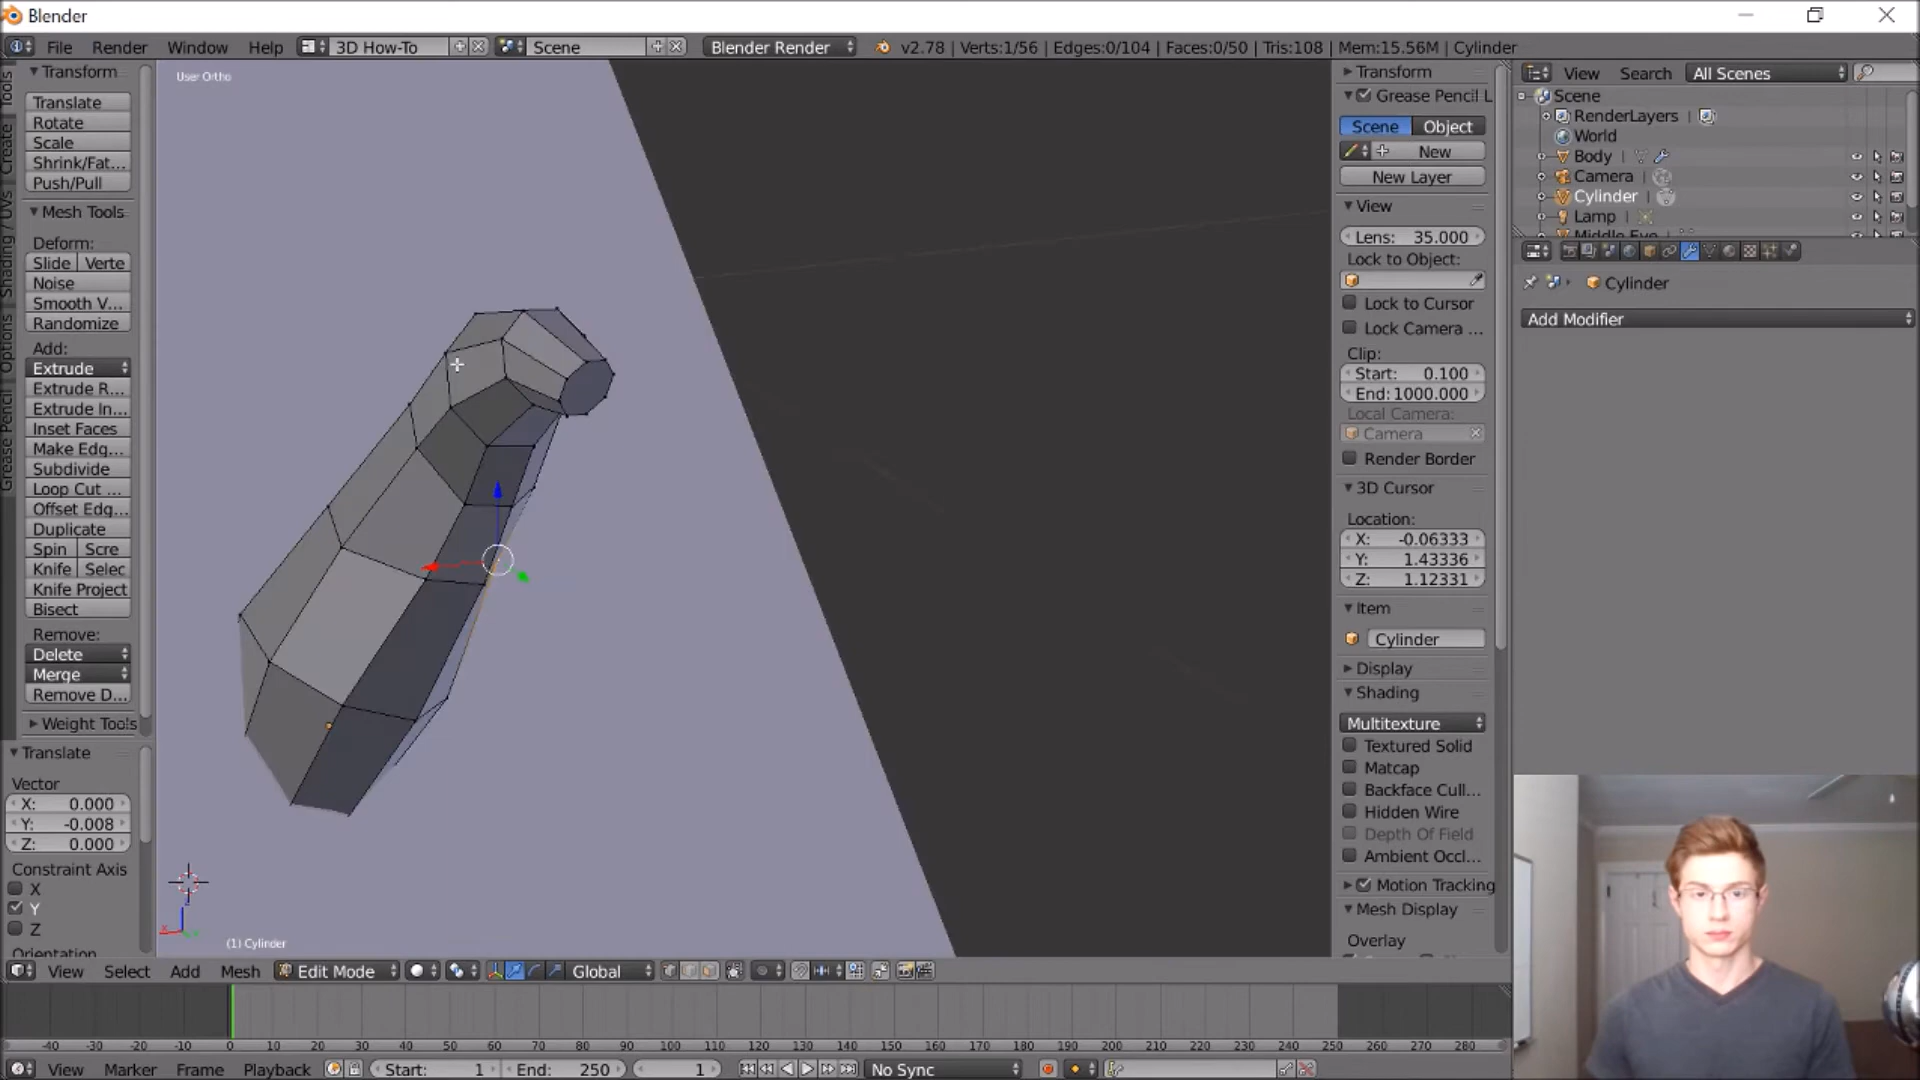 Blender
File Render Window Help 3D How-To Scene Blender Render v2.78 | Verts:1/56 | Edges:0/104 | Faces:0/50 | Tris:108 | Mem:15.56M | Cylinder
Tools
Create
Shading / UVs
Options
Grease Pencil
Transform
Translate
Rotate
Scale
Shrink/Fat...
Push/Pull
Mesh Tools
Deform:
Slide Verte
Noise
Smooth V...
Randomize
Add:
Extrude
Extrude R...
Extrude In...
Inset Faces
Make Edg...
Subdivide
Loop Cut ...
Offset Edg...
Duplicate
Spin Scre
Knife Selec
Knife Project
Bisect
Remove:
Delete
Merge
Remove D...
Weight Tools
Translate
Vector
X: 0.000
Y: -0.008
Z: 0.000
Constraint Axis
X
Y
Z
Orientation
User Ortho
(1) Cylinder
Transform
Grease Pencil L
Scene Object
New
New Layer
View
Lens: 35.000
Lock to Object:
Lock to Cursor
Lock Camera ...
Clip:
Start: 0.100
End: 1000.000
Local Camera:
Camera
Render Border
3D Cursor
Location:
X: -0.06333
Y: 1.43336
Z: 1.12331
Item
Cylinder
Display
Shading
Multitexture
Textured Solid
Matcap
Backface Cull...
Hidden Wire
Depth Of Field
Ambient Occl...
Motion Tracking
Mesh Display
Overlay
View Search All Scenes
Scene
RenderLayers
World
Body
Camera
Cylinder
Lamp
Middle Eye
Cylinder
Add Modifier
View Select Add Mesh Edit Mode Global
-40 -30 -20 -10 0 10 20 30 40 50 60 70 80 90 100 110 120 130 140 150 160 170 180 190 200 210 220 230 240 250 260 270 280
View Marker Frame Playback Start: 1 End: 250 1 No Sync